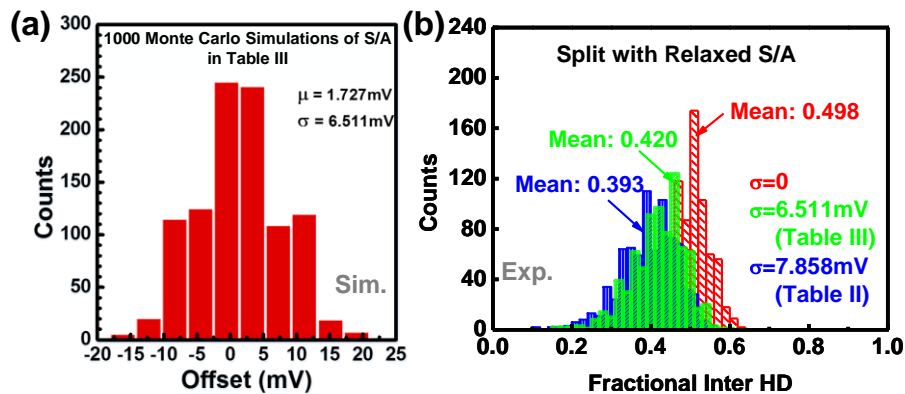 (a)
1000 Monte Carlo Simulations of S/A
in Table III
μ = 1.727mV
σ = 6.511mV
Sim.
Counts
300
250
200
150
100
50
0
-20 -15 -10 -5 0 5 10 15 20 25
Offset (mV)
(b)
Split with Relaxed S/A
Mean: 0.498
Mean: 0.420
Mean: 0.393
σ=0
σ=6.511mV
(Table III)
σ=7.858mV
(Table II)
Exp.
Counts
240
200
160
120
80
40
0
0.0 0.2 0.4 0.6 0.8 1.0
Fractional Inter HD